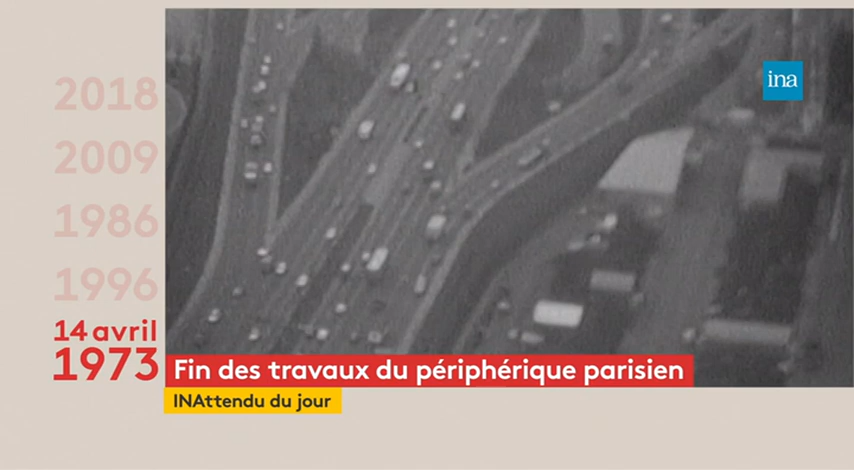 2018
2009
1986
1996
14 avril
1973
ina
Fin des travaux du périphérique parisien
INAttendu du jour